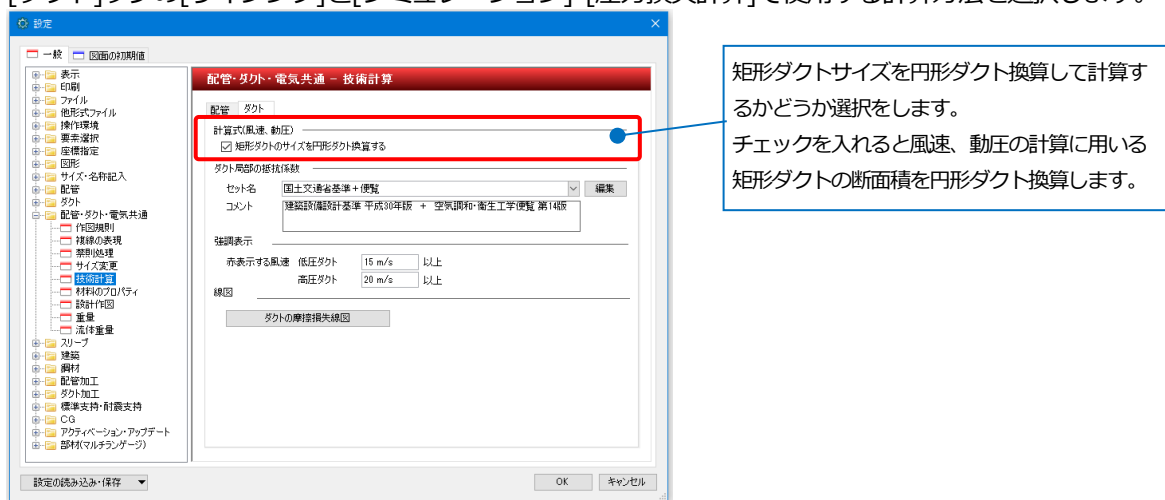 設定
一般
図面の初期値
表示
印刷
ファイル
他形式ファイル
操作環境
要素選択
座標指定
図形
サイズ・名称記入
配管
ダクト
配管・ダクト・電気共通
作図規則
複線の表現
禁則処理
サイズ変更
技術計算
材料のプロパティ
設計作図
重量
流体重量
スリーブ
建築
鋼材
配管加工
ダクト加工
標準支持・耐震支持
CG
アクティベーション・アップデート
部材(マルチランゲージ)
配管・ダクト・電気共通 - 技術計算
配管 ダクト
計算式(風速、動圧)
矩形ダクトのサイズを円形ダクト換算する
ダクト局部の抵抗係数
セット名 国土交通省基準+便覧 編集
コメント 建築設備設計基準 平成30年版 + 空気調和・衛生工学便覧 第14版
強調表示
赤表示する風速 低圧ダクト 15 m/s 以上
高圧ダクト 20 m/s 以上
線図
ダクトの摩擦損失線図
設定の読み込み・保存
OK キャンセル
矩形ダクトサイズを円形ダクト換算して計算す
るかどうか選択をします。
チェックを入れると風速、動圧の計算に用いる
矩形ダクトの断面積を円形ダクト換算します。